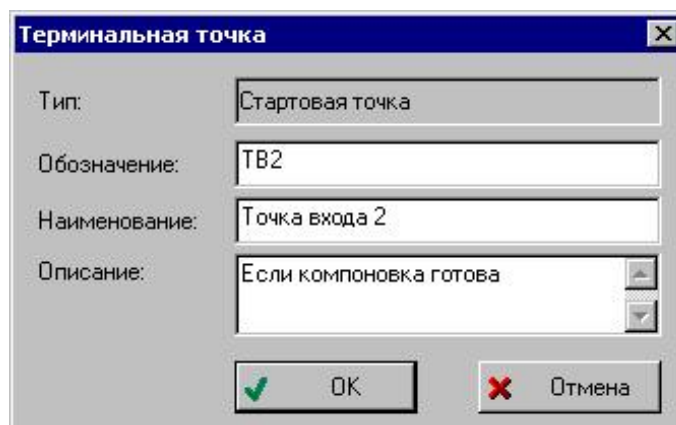 Терминальная точка
Тип: Стартовая точка
Обозначение: ТВ2
Наименование: Точка входа 2
Описание: Если компоновка готова
OK Отмена